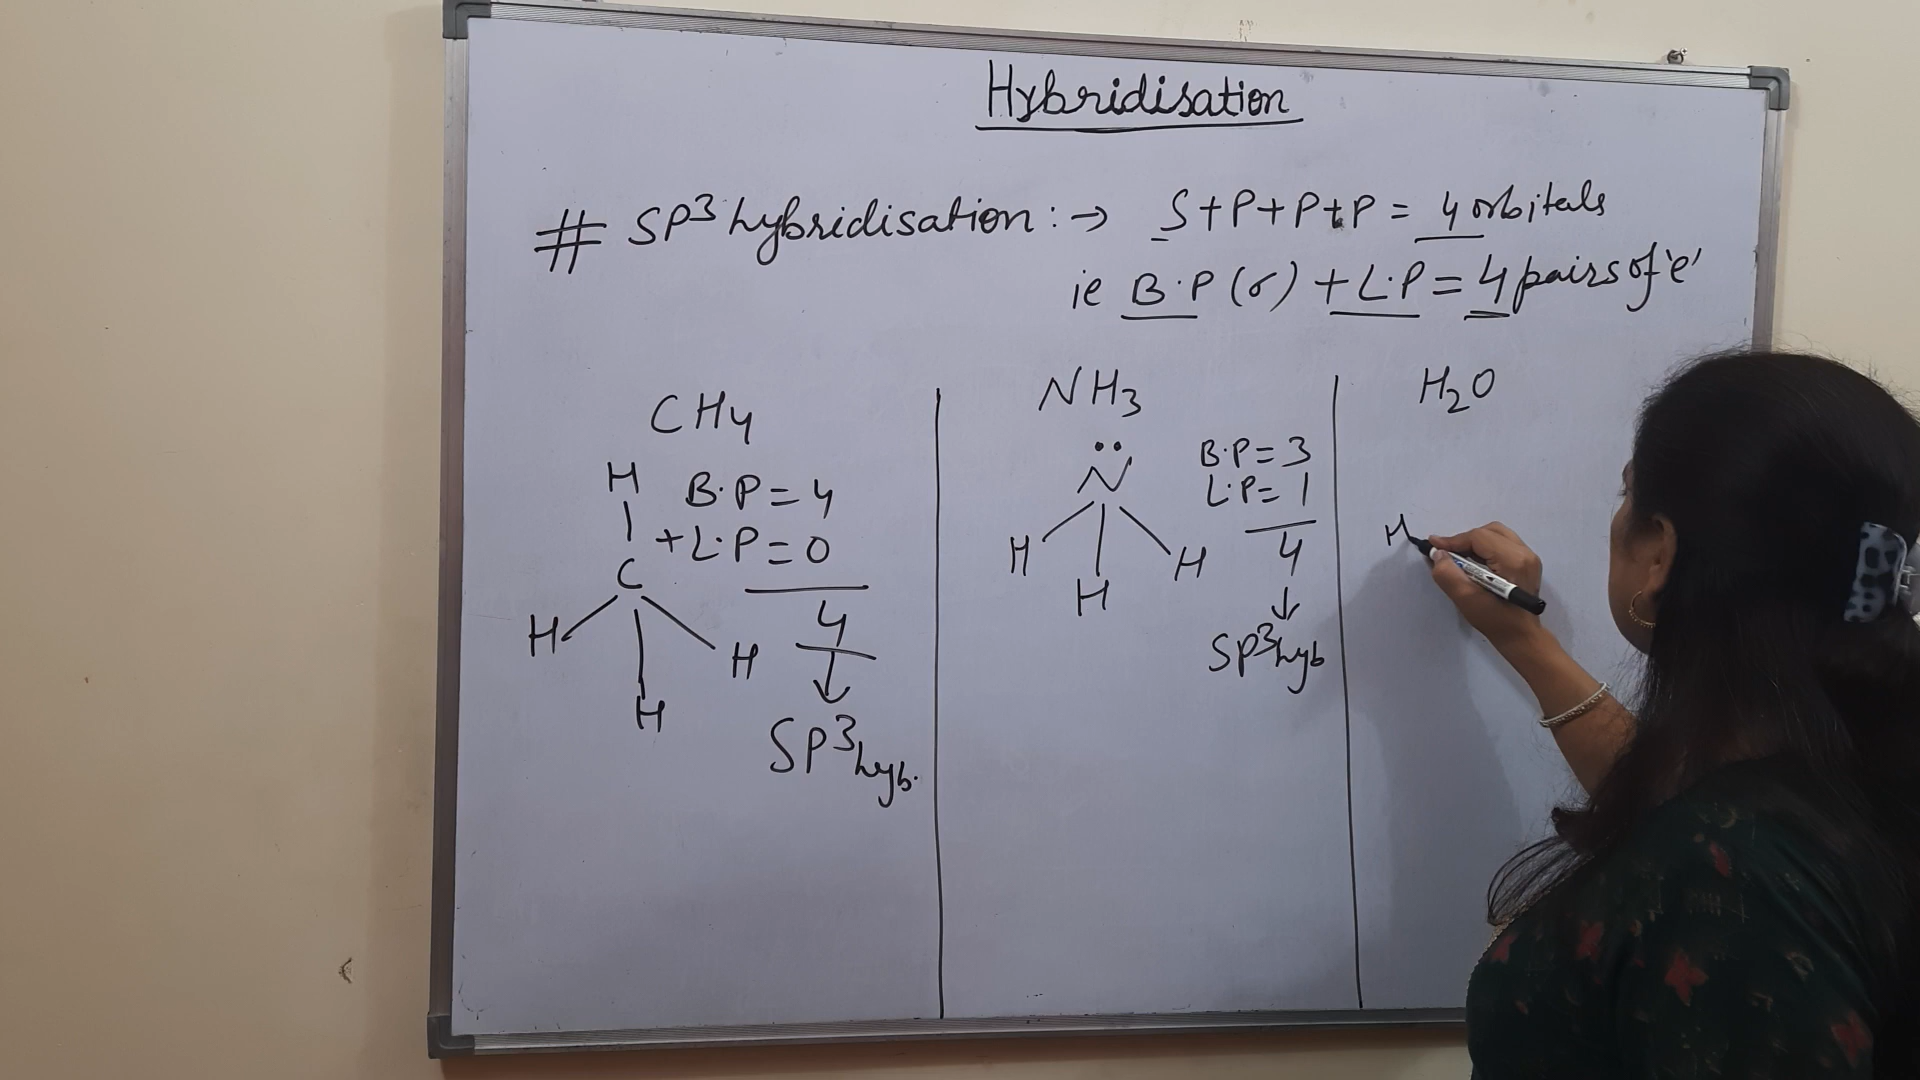 Hybridisation
# SP³ hybridisation :→ S+P+P+P = 4 orbitals
ie B.P (σ) + L.P = 4 pairs of 'e'
CH4
H
B.P = 4
+L.P = 0
C
4
H
H
H
↓
SP³ hyb.
NH3
••
N
B.P = 3
L.P = 1
H
H
H
4
↓
SP³ hyb
H2O
H